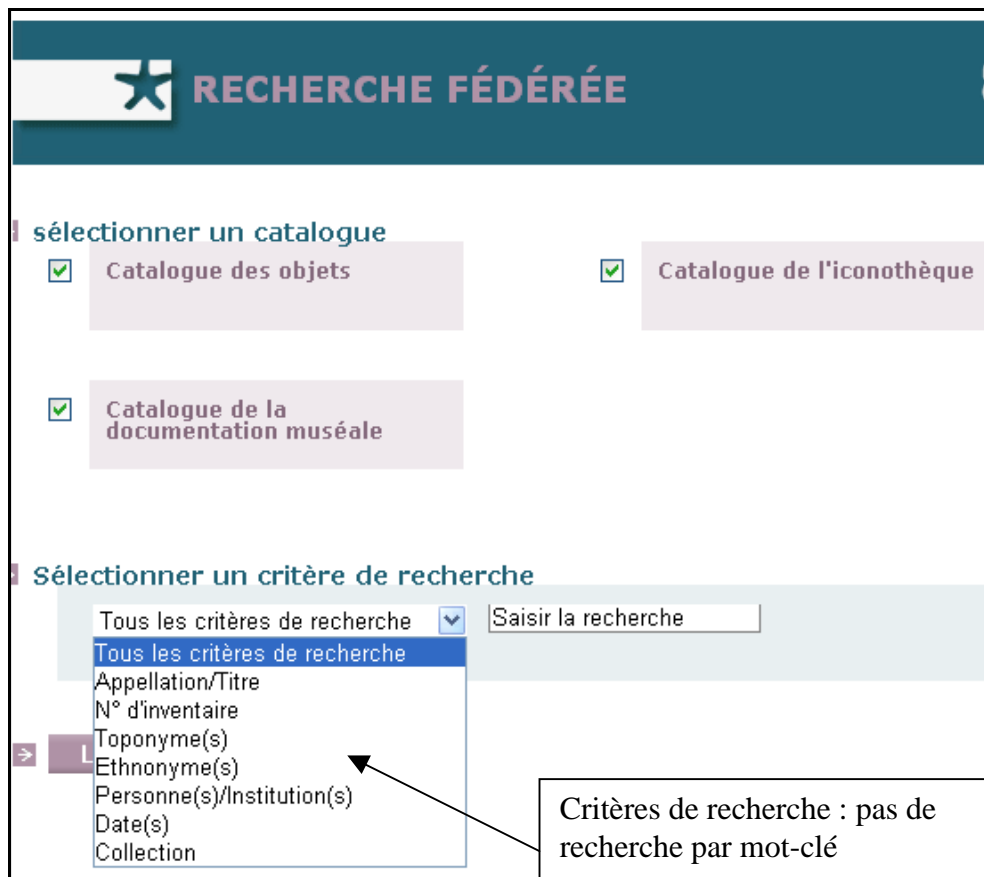 RECHERCHE FÉDÉRÉE
sélectionner un catalogue
Catalogue des objets
Catalogue de l'iconothèque
Catalogue de la
documentation muséale
Sélectionner un critère de recherche
Tous les critères de recherche
Saisir la recherche
Tous les critères de recherche
Appellation/Titre
N° d'inventaire
Toponyme(s)
Ethnonyme(s)
Personne(s)/Institution(s)
Date(s)
Collection
Critères de recherche : pas de
recherche par mot-clé